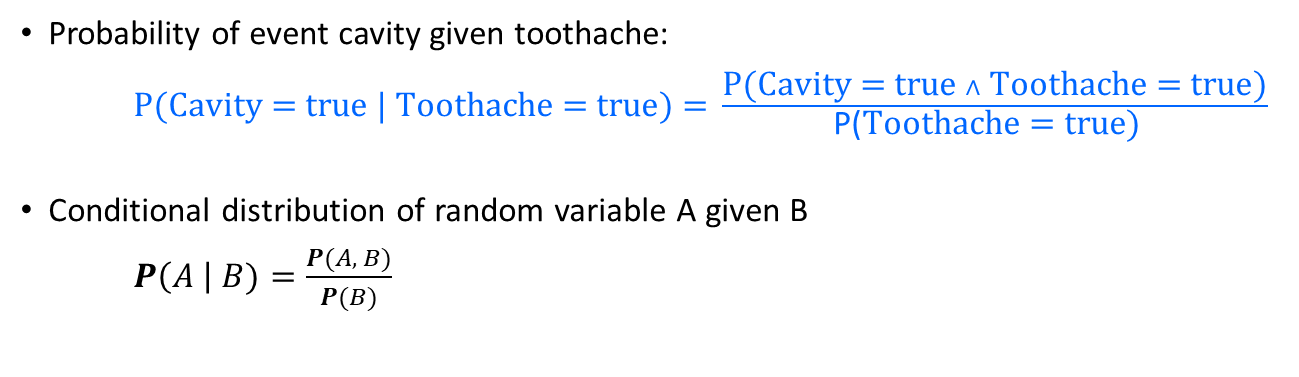 • Probability of event cavity given toothache:
P(Cavity = true | Toothache = true) = P(Cavity = true ∧ Toothache = true)
P(Toothache = true)
• Conditional distribution of random variable A given B
P(A | B) = P(A, B)
P(B)